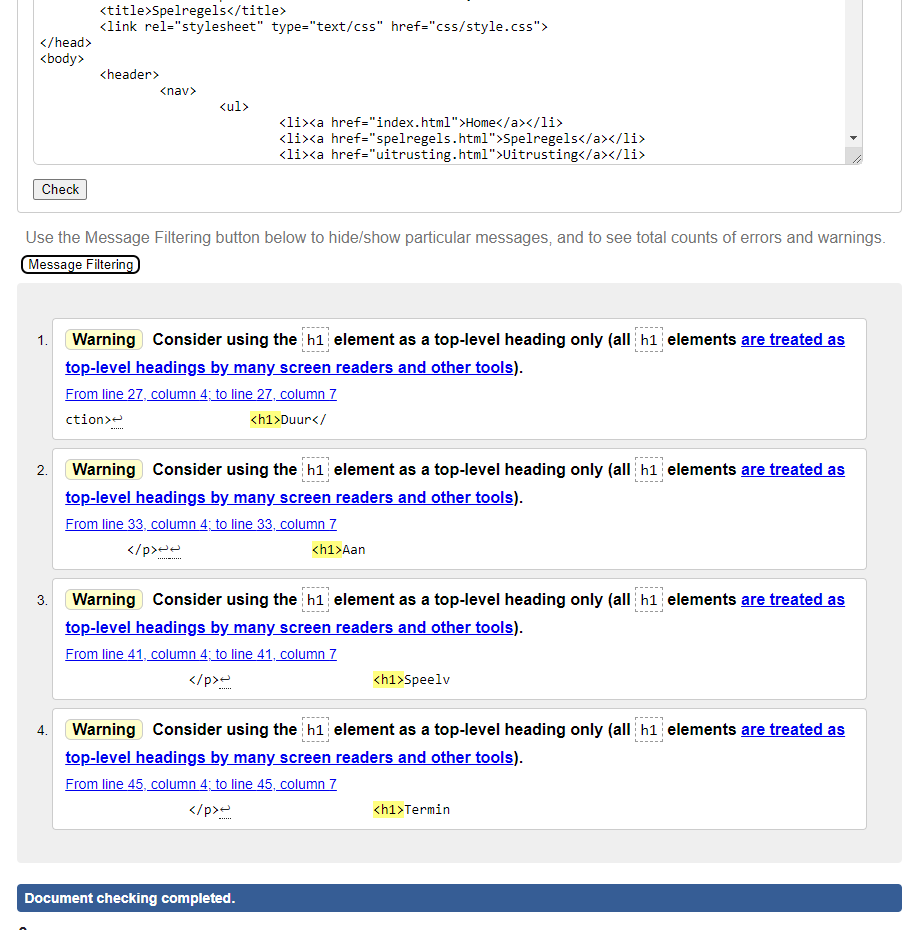 <title>Spelregels</title>
<link rel="stylesheet" type="text/css" href="css/style.css">
</head>
<body>
<header>
<nav>
<ul>
<li><a href="index.html">Home</a></li>
<li><a href="spelregels.html">Spelregels</a></li>
<li><a href="uitrusting.html">Uitrusting</a></li>
Check
Use the Message Filtering button below to hide/show particular messages, and to see total counts of errors and warnings.
Message Filtering
1. Warning Consider using the h1 element as a top-level heading only (all h1 elements are treated as
top-level headings by many screen readers and other tools).
From line 27, column 4; to line 27, column 7
ction>↩ <h1>Duur</
2. Warning Consider using the h1 element as a top-level heading only (all h1 elements are treated as
top-level headings by many screen readers and other tools).
From line 33, column 4; to line 33, column 7
</p>↩↩ <h1>Aan
3. Warning Consider using the h1 element as a top-level heading only (all h1 elements are treated as
top-level headings by many screen readers and other tools).
From line 41, column 4; to line 41, column 7
</p>↩ <h1>Speelv
4. Warning Consider using the h1 element as a top-level heading only (all h1 elements are treated as
top-level headings by many screen readers and other tools).
From line 45, column 4; to line 45, column 7
</p>↩ <h1>Termin
Document checking completed.